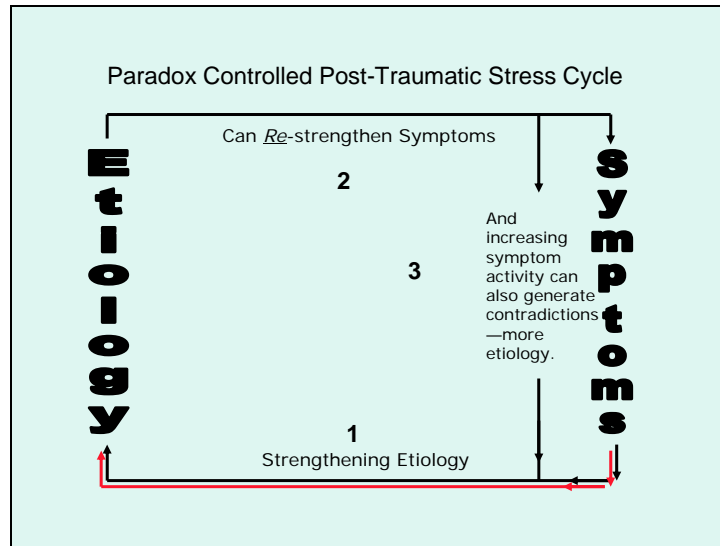 Paradox Controlled Post-Traumatic Stress Cycle
Can Re-strengthen Symptoms
Etiology
2
Symptoms
And
increasing
symptom
activity can
also generate
contradictions
—more
etiology.
3
1
Strengthening Etiology